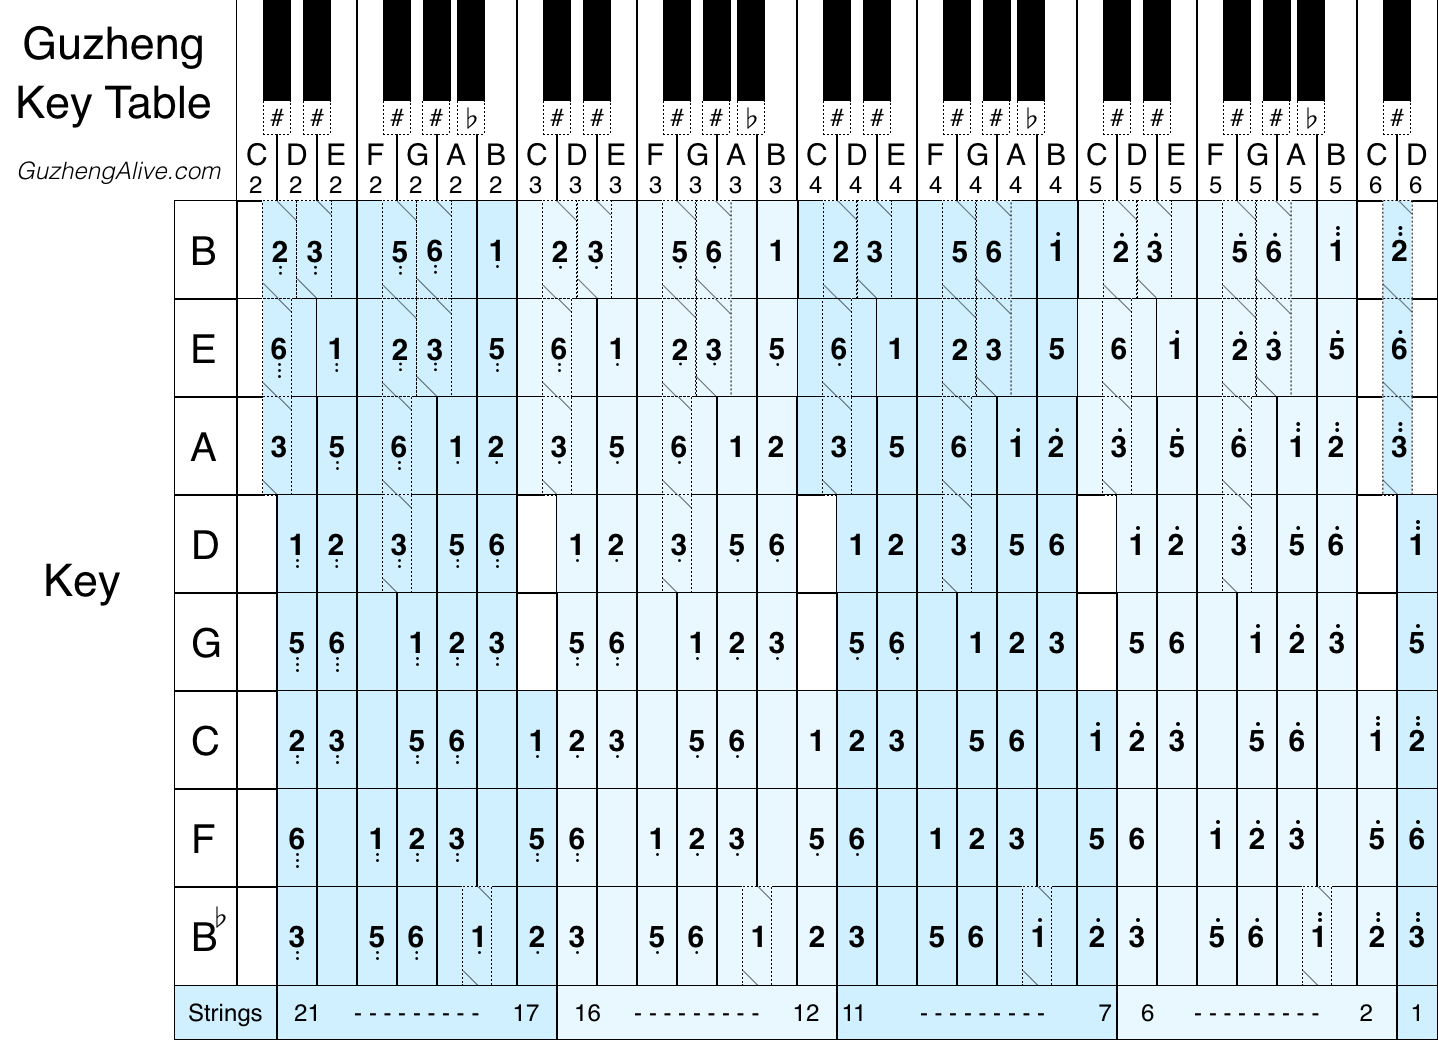 Guzheng
Key Table
GuzhengAlive.com
# # # # ♭ # # # # ♭ # # # # ♭ # # # # ♭ #
C D E F G A B C D E F G A B C D E F G A B C D E F G A B C D
2 2 2 2 2 2 2 3 3 3 3 3 3 3 4 4 4 4 4 4 4 5 5 5 5 5 5 5 6 6
B 2 3 5 6 1 2 3 5 6 1 2 3 5 6 1 2 3 5 6 1 2
E 6 1 2 3 5 6 1 2 3 5 6 1 2 3 5 6 1 2 3 5 6
A 3 5 6 1 2 3 5 6 1 2 3 5 6 1 2 3 5 6 1 2 3
D 1 2 3 5 6 1 2 3 5 6 1 2 3 5 6 1 2 3 5 6 1
Key
G 5 6 1 2 3 5 6 1 2 3 5 6 1 2 3 5 6 1 2 3 5
C 2 3 5 6 1 2 3 5 6 1 2 3 5 6 1 2 3 5 6 1 2
F 6 1 2 3 5 6 1 2 3 5 6 1 2 3 5 6 1 2 3 5 6
B♭ 3 5 6 1 2 3 5 6 1 2 3 5 6 1 2 3 5 6 1 2 3
Strings 21 --------- 17 16 --------- 12 11 --------- 7 6 --------- 2 1